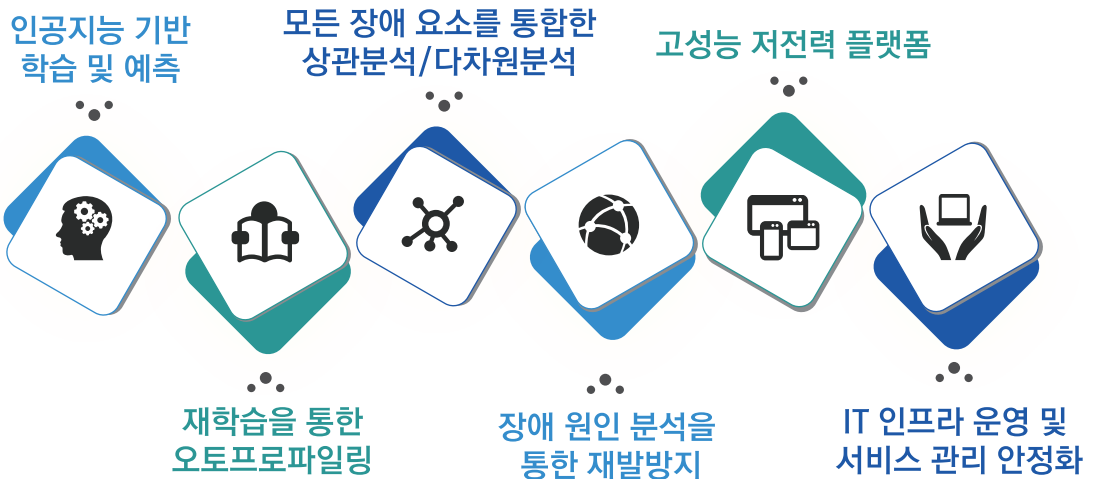 인공지능 기반
학습 및 예측
재학습을 통한
오토프로파일링
모든 장애 요소를 통합한
상관분석/다차원분석
장애 원인 분석을
통한 재발방지
고성능 저전력 플랫폼
IT 인프라 운영 및
서비스 관리 안정화